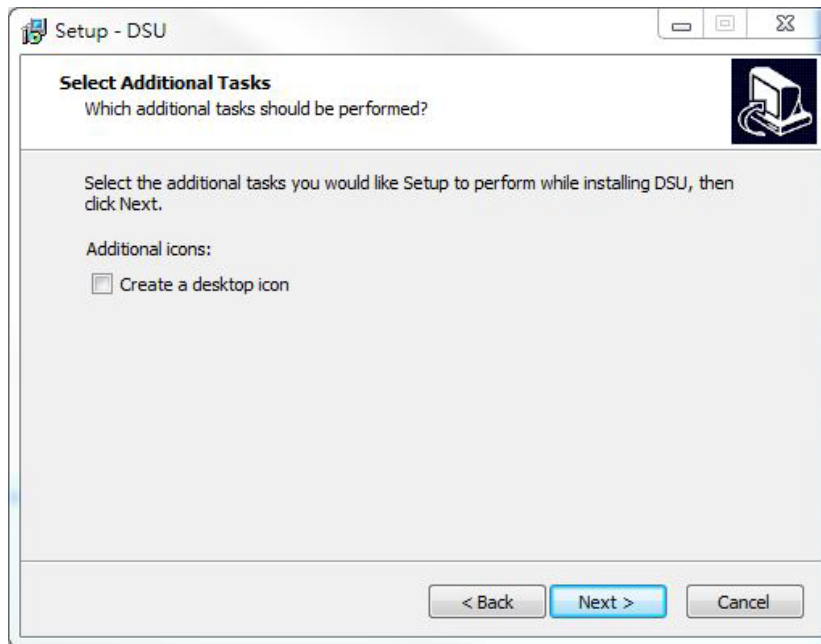 Setup - DSU
Select Additional Tasks
Which additional tasks should be performed?
Select the additional tasks you would like Setup to perform while installing DSU, then
click Next.
Additional icons:
Create a desktop icon
< Back
Next >
Cancel